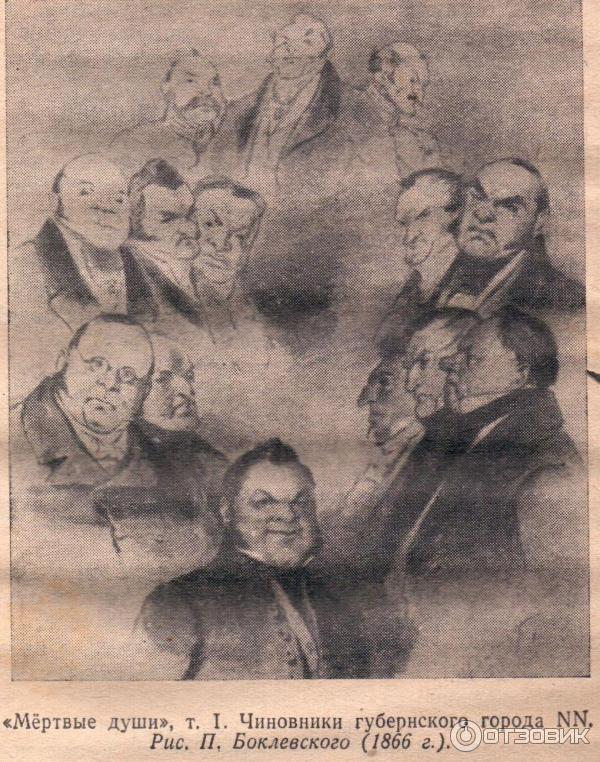 «Мёртвые души», т. I. Чиновники губернского города NN.
Рис. П. Боклевского (1866 г.).
ОТЗОВИК